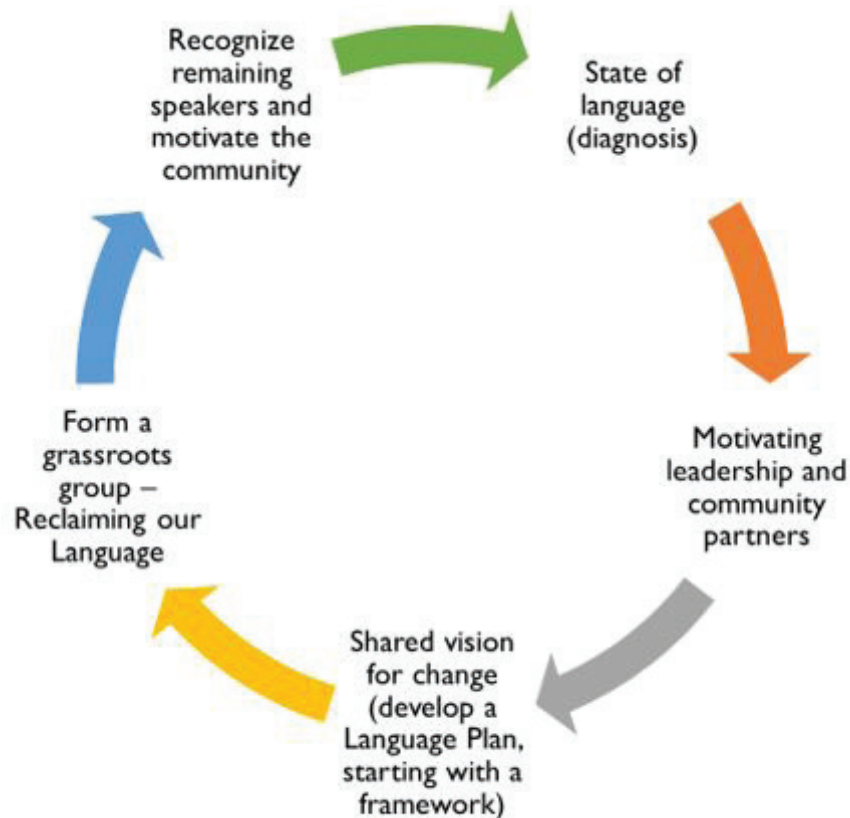 Recognize
remaining
speakers and
motivate the
community
State of
language
(diagnosis)
Motivating
leadership and
community
partners
Shared vision
for change
(develop a
Language Plan,
starting with a
framework)
Form a
grassroots
group –
Reclaiming our
Language